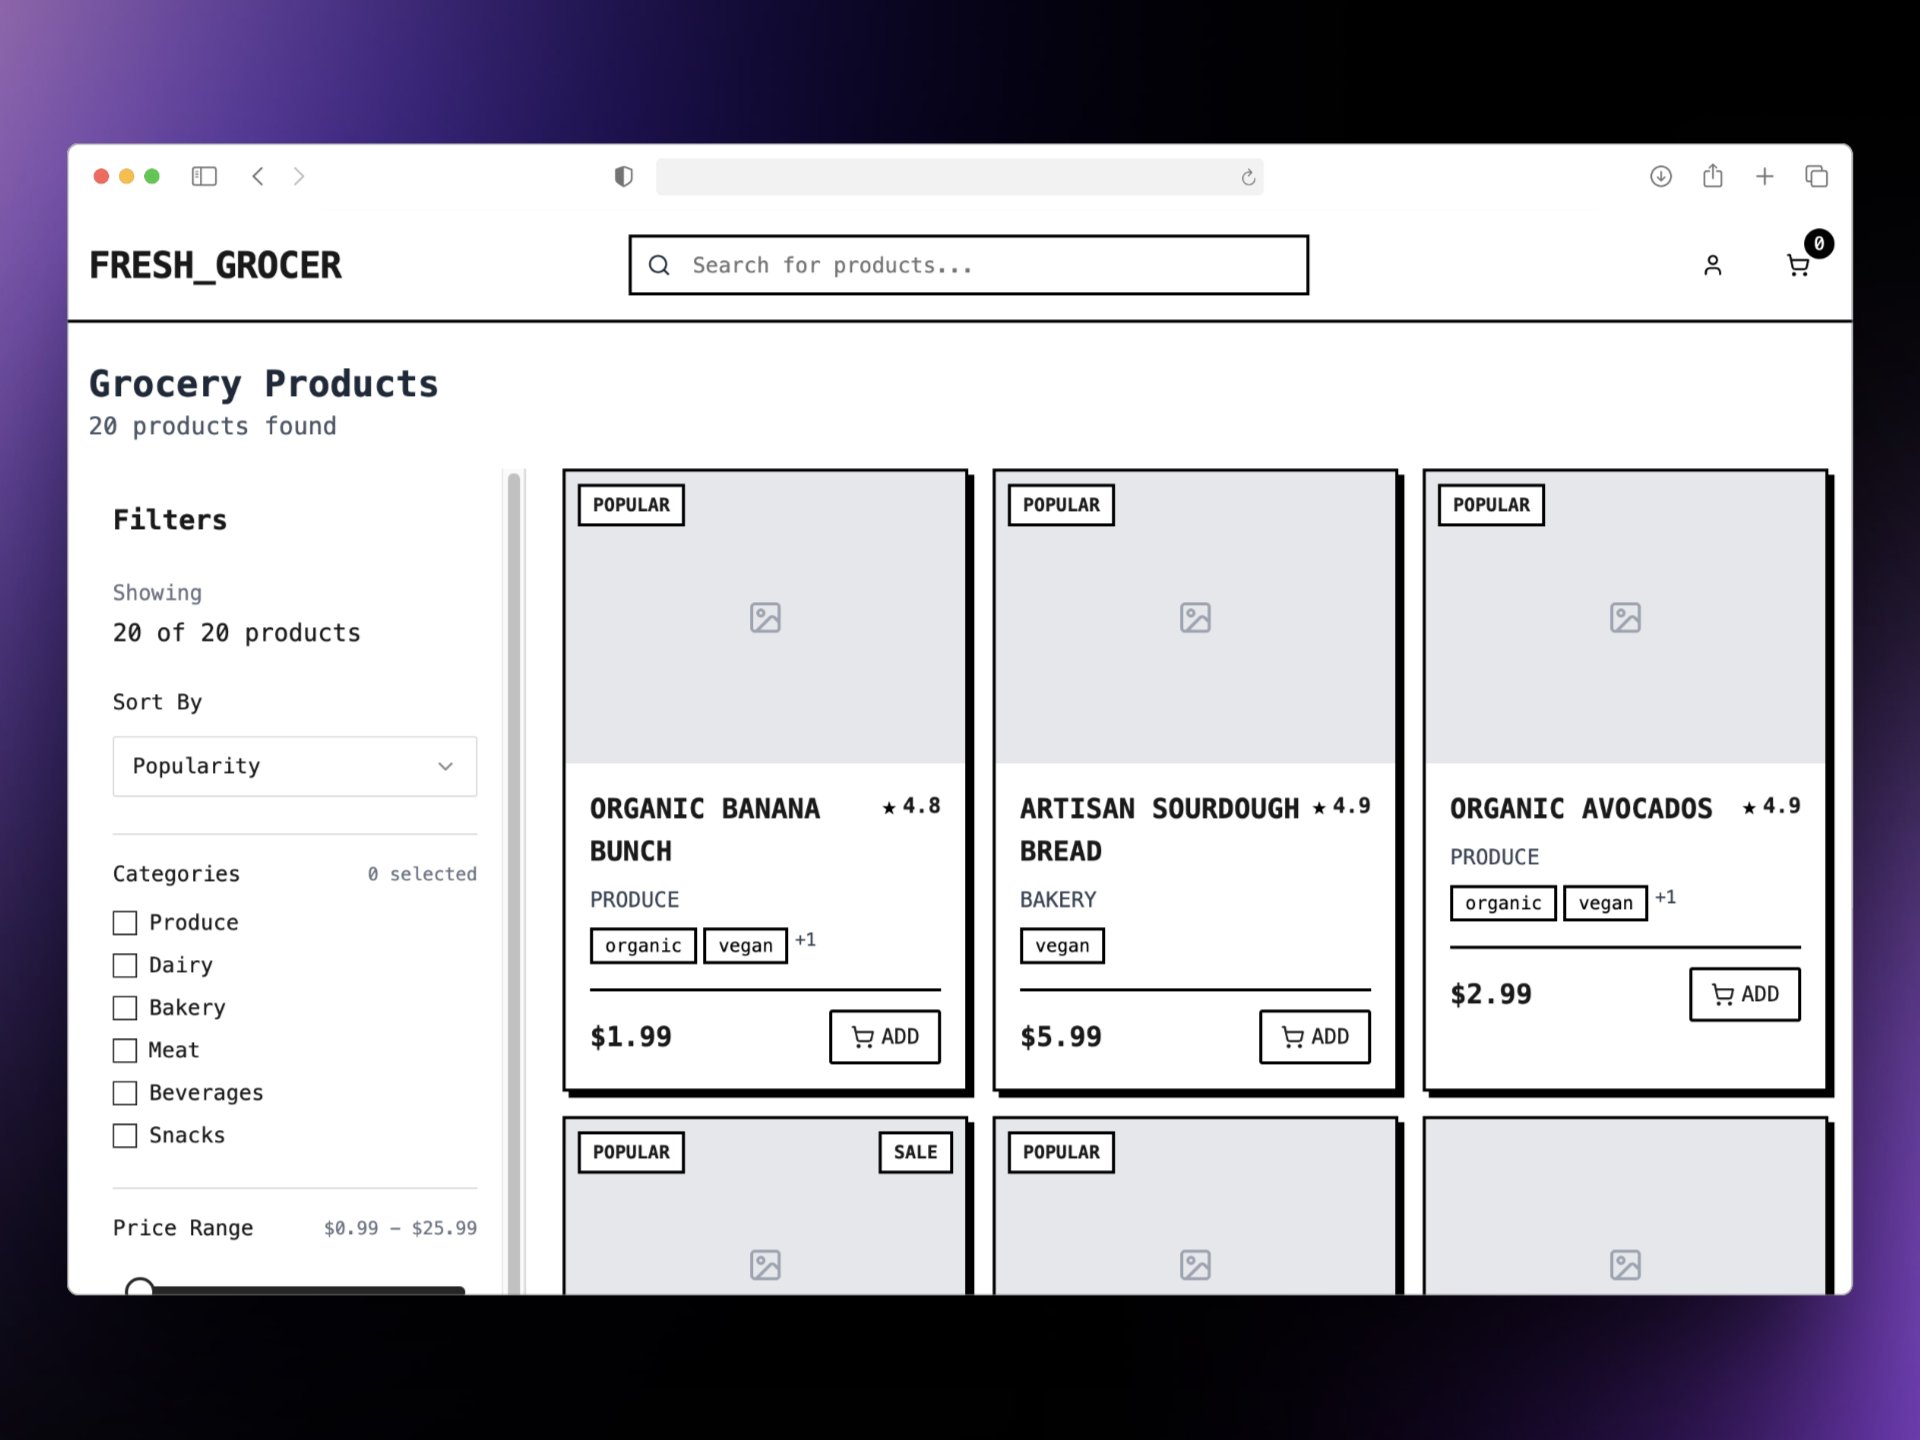 FRESH_GROCER
Search for products...
0
Grocery Products
20 products found
Filters
Showing
20 of 20 products
Sort By
Popularity
Categories
0 selected
Produce
Dairy
Bakery
Meat
Beverages
Snacks
Price Range
$0.99 – $25.99
POPULAR
ORGANIC BANANA
BUNCH
★ 4.8
PRODUCE
organic
vegan
+1
$1.99
ADD
POPULAR
ARTISAN SOURDOUGH
BREAD
★ 4.9
BAKERY
vegan
$5.99
ADD
POPULAR
ORGANIC AVOCADOS
★ 4.9
PRODUCE
organic
vegan
+1
$2.99
ADD
POPULAR
SALE
POPULAR